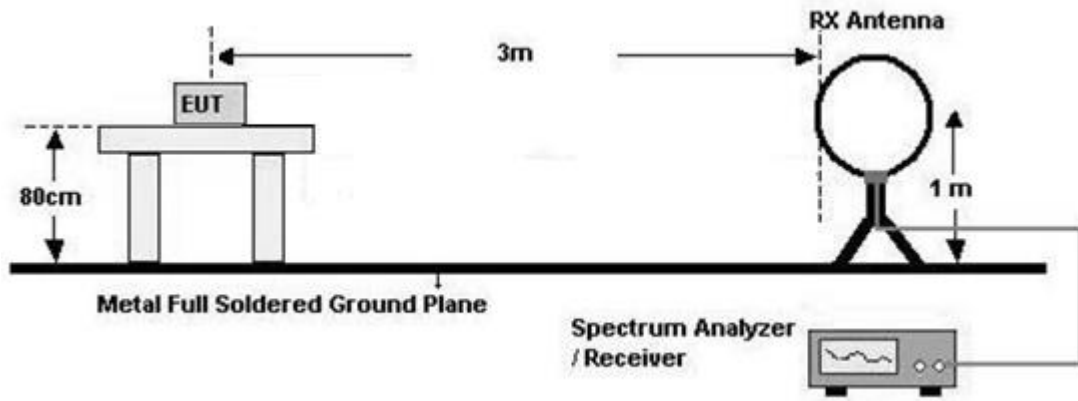 RX Antenna
3m
EUT
80cm
1 m
Metal Full Soldered Ground Plane
Spectrum Analyzer
/ Receiver